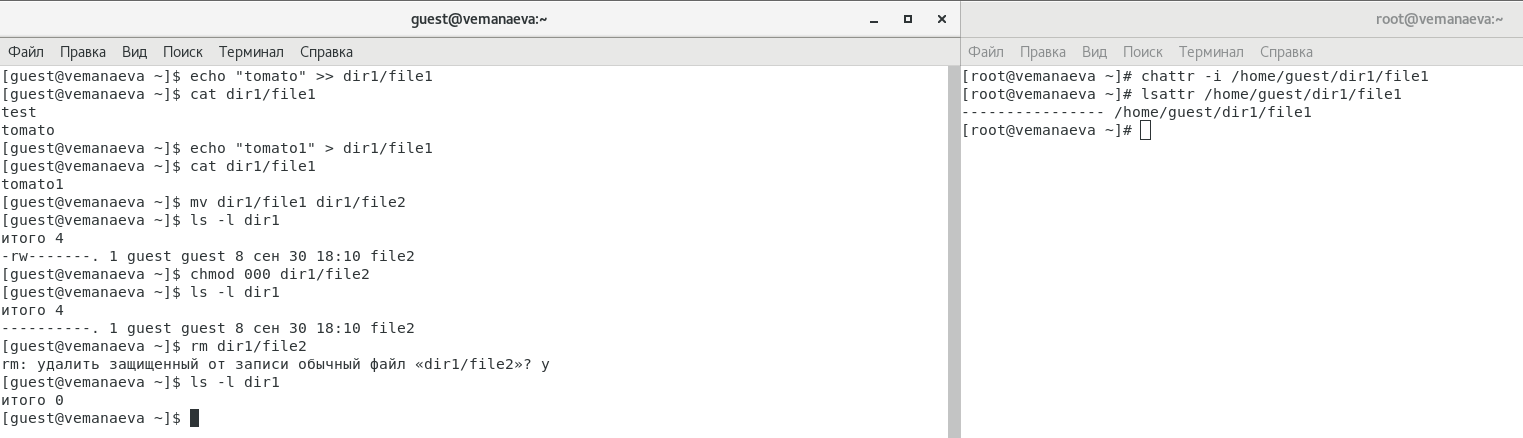 guest@vemanaeva:~
Файл Правка Вид Поиск Терминал Справка
[guest@vemanaeva ~]$ echo "tomato" >> dir1/file1
[guest@vemanaeva ~]$ cat dir1/file1
test
tomato
[guest@vemanaeva ~]$ echo "tomato1" > dir1/file1
[guest@vemanaeva ~]$ cat dir1/file1
tomato1
[guest@vemanaeva ~]$ mv dir1/file1 dir1/file2
[guest@vemanaeva ~]$ ls -l dir1
итого 4
-rw-------. 1 guest guest 8 сен 30 18:10 file2
[guest@vemanaeva ~]$ chmod 000 dir1/file2
[guest@vemanaeva ~]$ ls -l dir1
итого 4
----------. 1 guest guest 8 сен 30 18:10 file2
[guest@vemanaeva ~]$ rm dir1/file2
rm: удалить защищенный от записи обычный файл «dir1/file2»? y
[guest@vemanaeva ~]$ ls -l dir1
итого 0
[guest@vemanaeva ~]$
root@vemanaeva:~
Файл Правка Вид Поиск Терминал Справка
[root@vemanaeva ~]# chattr -i /home/guest/dir1/file1
[root@vemanaeva ~]# lsattr /home/guest/dir1/file1
---------------- /home/guest/dir1/file1
[root@vemanaeva ~]#